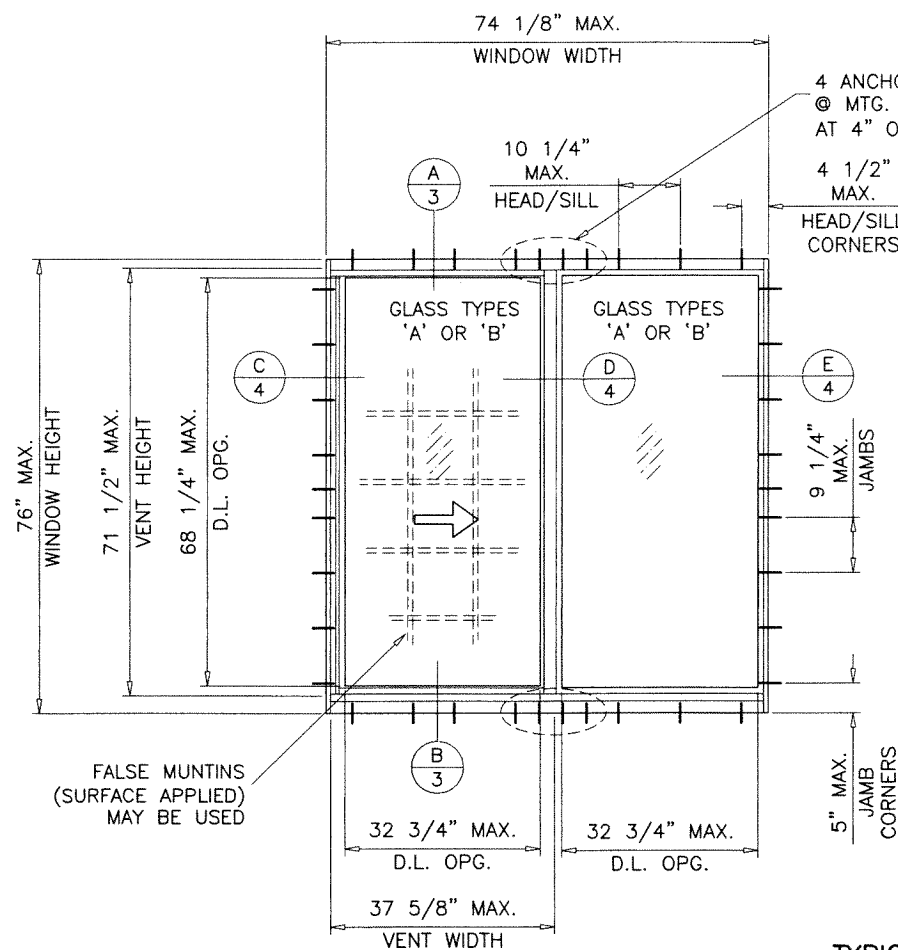 74 1/8" MAX.
WINDOW WIDTH
4
@ MTG.
AT 4"
10 1/4"
MAX.
HEAD/SILL
4 1/2"
MAX.
HEAD/SILL
CORNERS
A
3
GLASS TYPES
'A' OR 'B'
GLASS TYPES
'A' OR 'B'
C
4
D
4
E
4
76" MAX.
WINDOW HEIGHT
71 1/2" MAX.
VENT HEIGHT
68 1/4" MAX.
D.L. OPG.
9 1/4"
MAX.
JAMBS
FALSE MUNTINS
(SURFACE APPLIED)
MAY BE USED
B
3
5" MAX.
JAMB
CORNERS
32 3/4" MAX.
D.L. OPG.
32 3/4" MAX.
D.L. OPG.
37 5/8" MAX.
VENT WIDTH